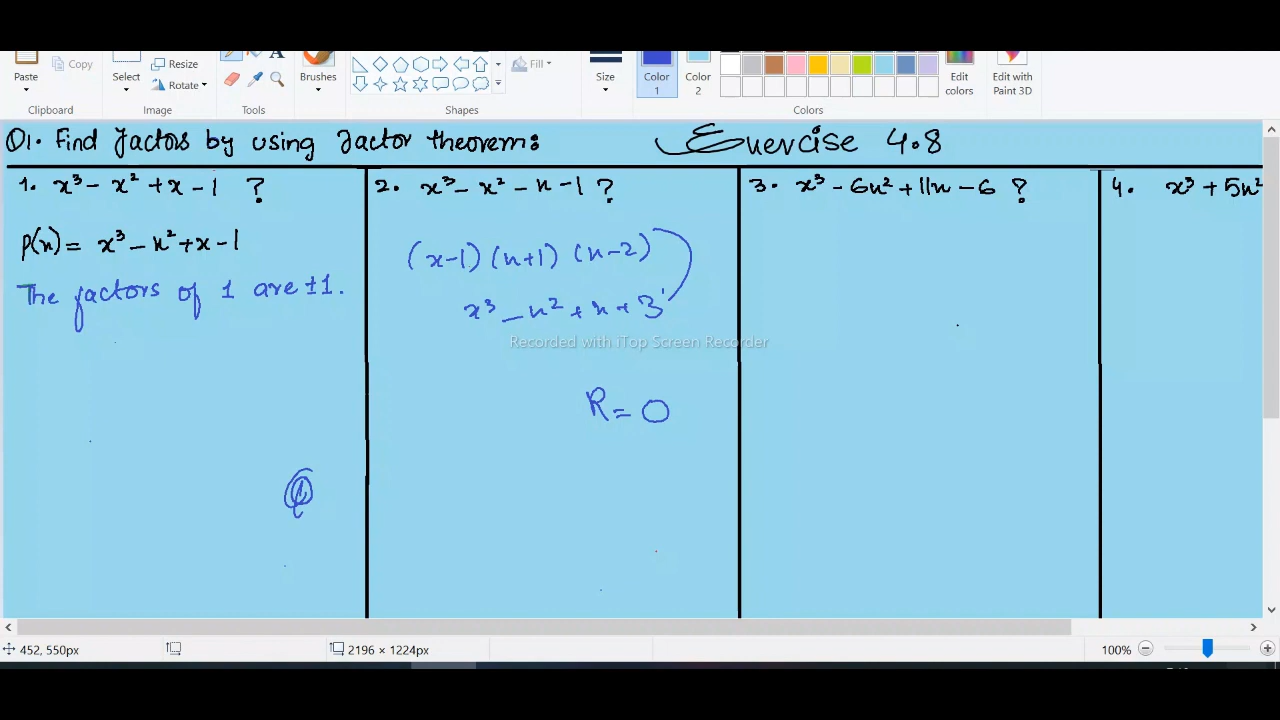 Paste
Copy
Select
Resize
Rotate
A
Brushes
Fill
Size
Color 1
Color 2
Edit colors
Edit with Paint 3D
Clipboard
Image
Tools
Shapes
Colors
Q1. Find factors by using factor theorem:
Exercise 4.8
1. x³ - x² + x - 1 ?
p(x) = x³ - x² + x - 1
The factors of 1 are ±1.
2. x³ - x² - x - 1 ?
(x-1) (x+1) (x-2)
x³ - x² + x + 3
Recorded with iTop Screen Recorder
R = 0
3. x³ - 6x² + 11x - 6 ?
4. x³ + 5x²
452, 550px
2196 × 1224px
100%